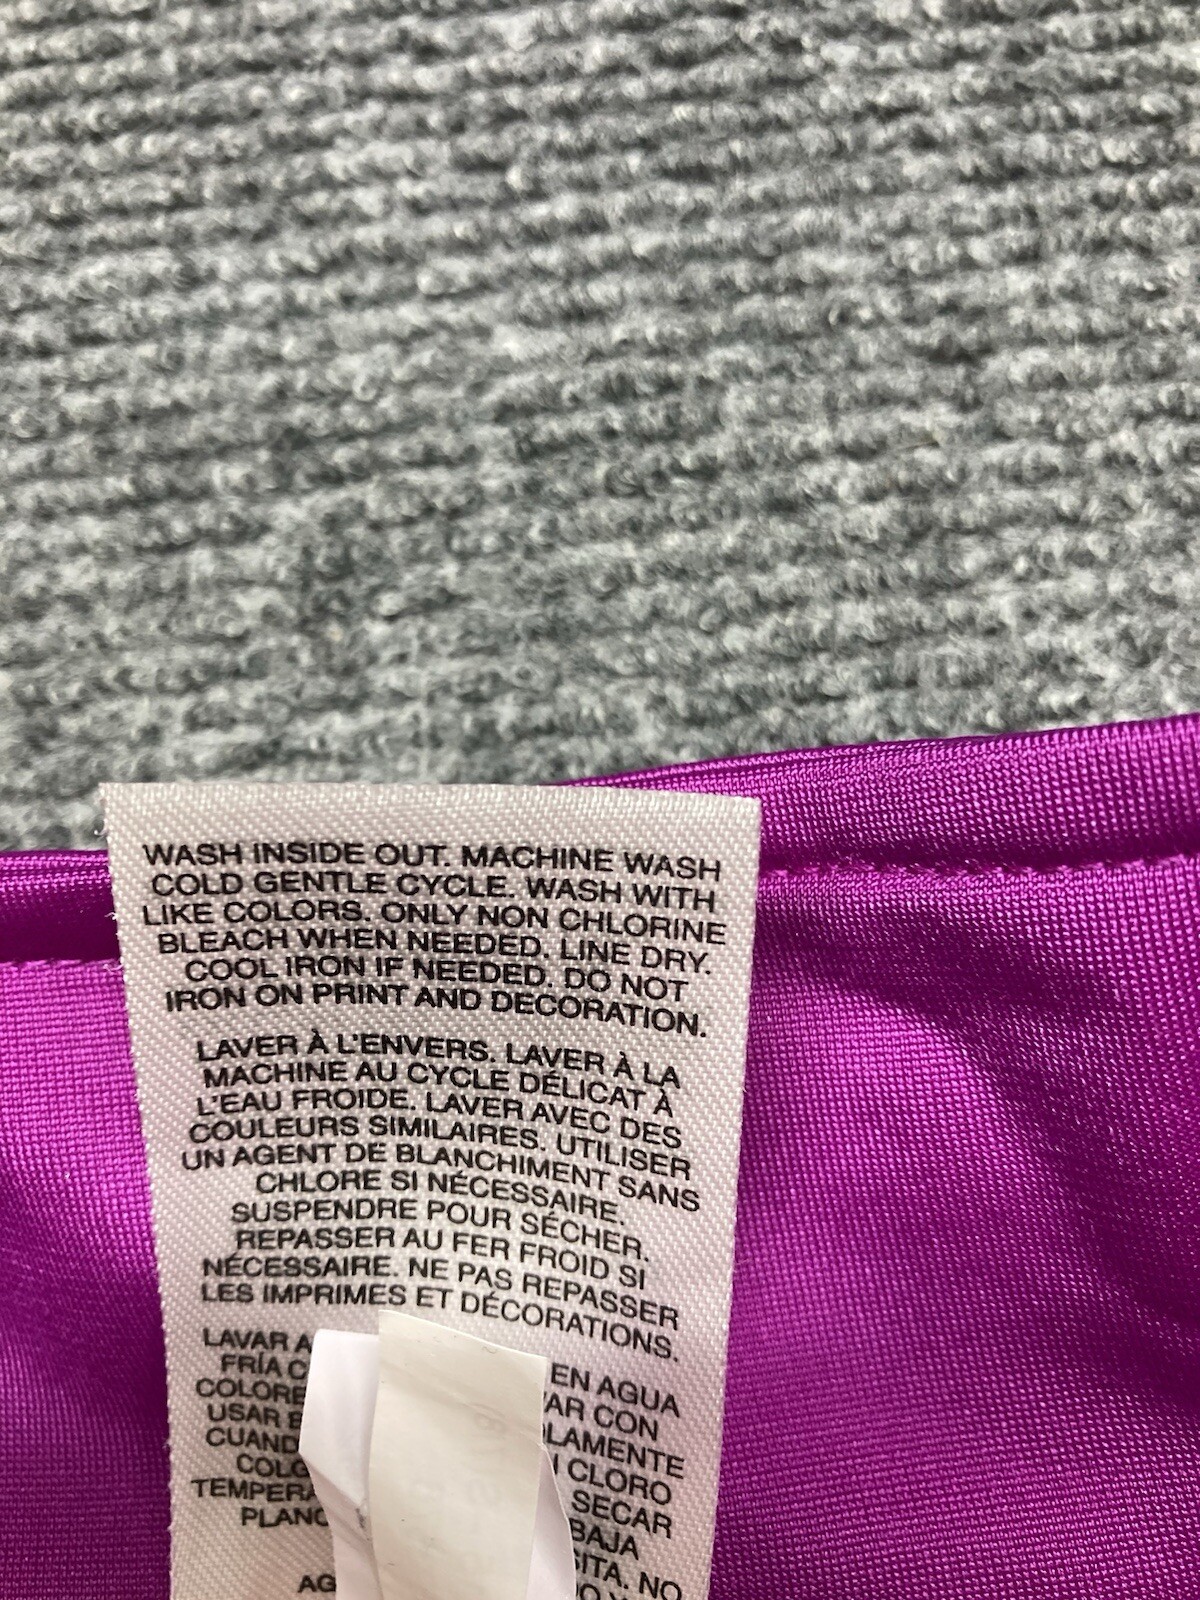 WASH INSIDE OUT. MACHINE WASH
COLD GENTLE CYCLE. WASH WITH
LIKE COLORS. ONLY NON CHLORINE
BLEACH WHEN NEEDED. LINE DRY.
COOL IRON IF NEEDED. DO NOT
IRON ON PRINT AND DECORATION.
LAVER À L'ENVERS. LAVER À LA
MACHINE AU CYCLE DÉLICAT À
L'EAU FROIDE. LAVER AVEC DES
COULEURS SIMILAIRES. UTILISER
UN AGENT DE BLANCHIMENT SANS
CHLORE SI NÉCESSAIRE.
SUSPENDRE POUR SÉCHER.
REPASSER AU FER FROID SI
NÉCESSAIRE. NE PAS REPASSER
LES IMPRIMES ET DÉCORATIONS.
LAVAR EN AGUA
FRÍA CON
SECAR
BAJA
NO